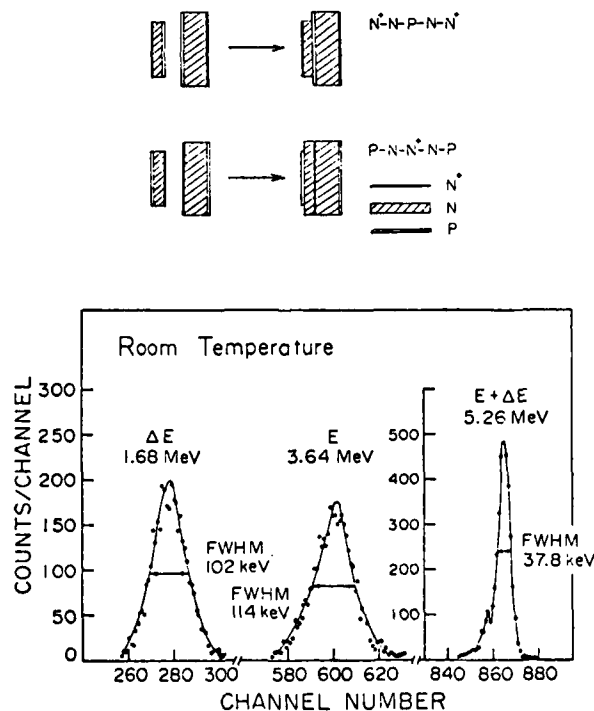 N⁺-N-P-N-N⁺
P-N-N⁺-N-P
N⁺
N
P
Room Temperature
COUNTS/CHANNEL
300
250
200
150
100
50
0
ΔE
1.68 MeV
FWHM
102 keV
E
3.64 MeV
FWHM
114 keV
500
400
300
200
100
E + ΔE
5.26 MeV
FWHM
37.8 keV
260 280 300 580 600 620 840 860 880
CHANNEL NUMBER